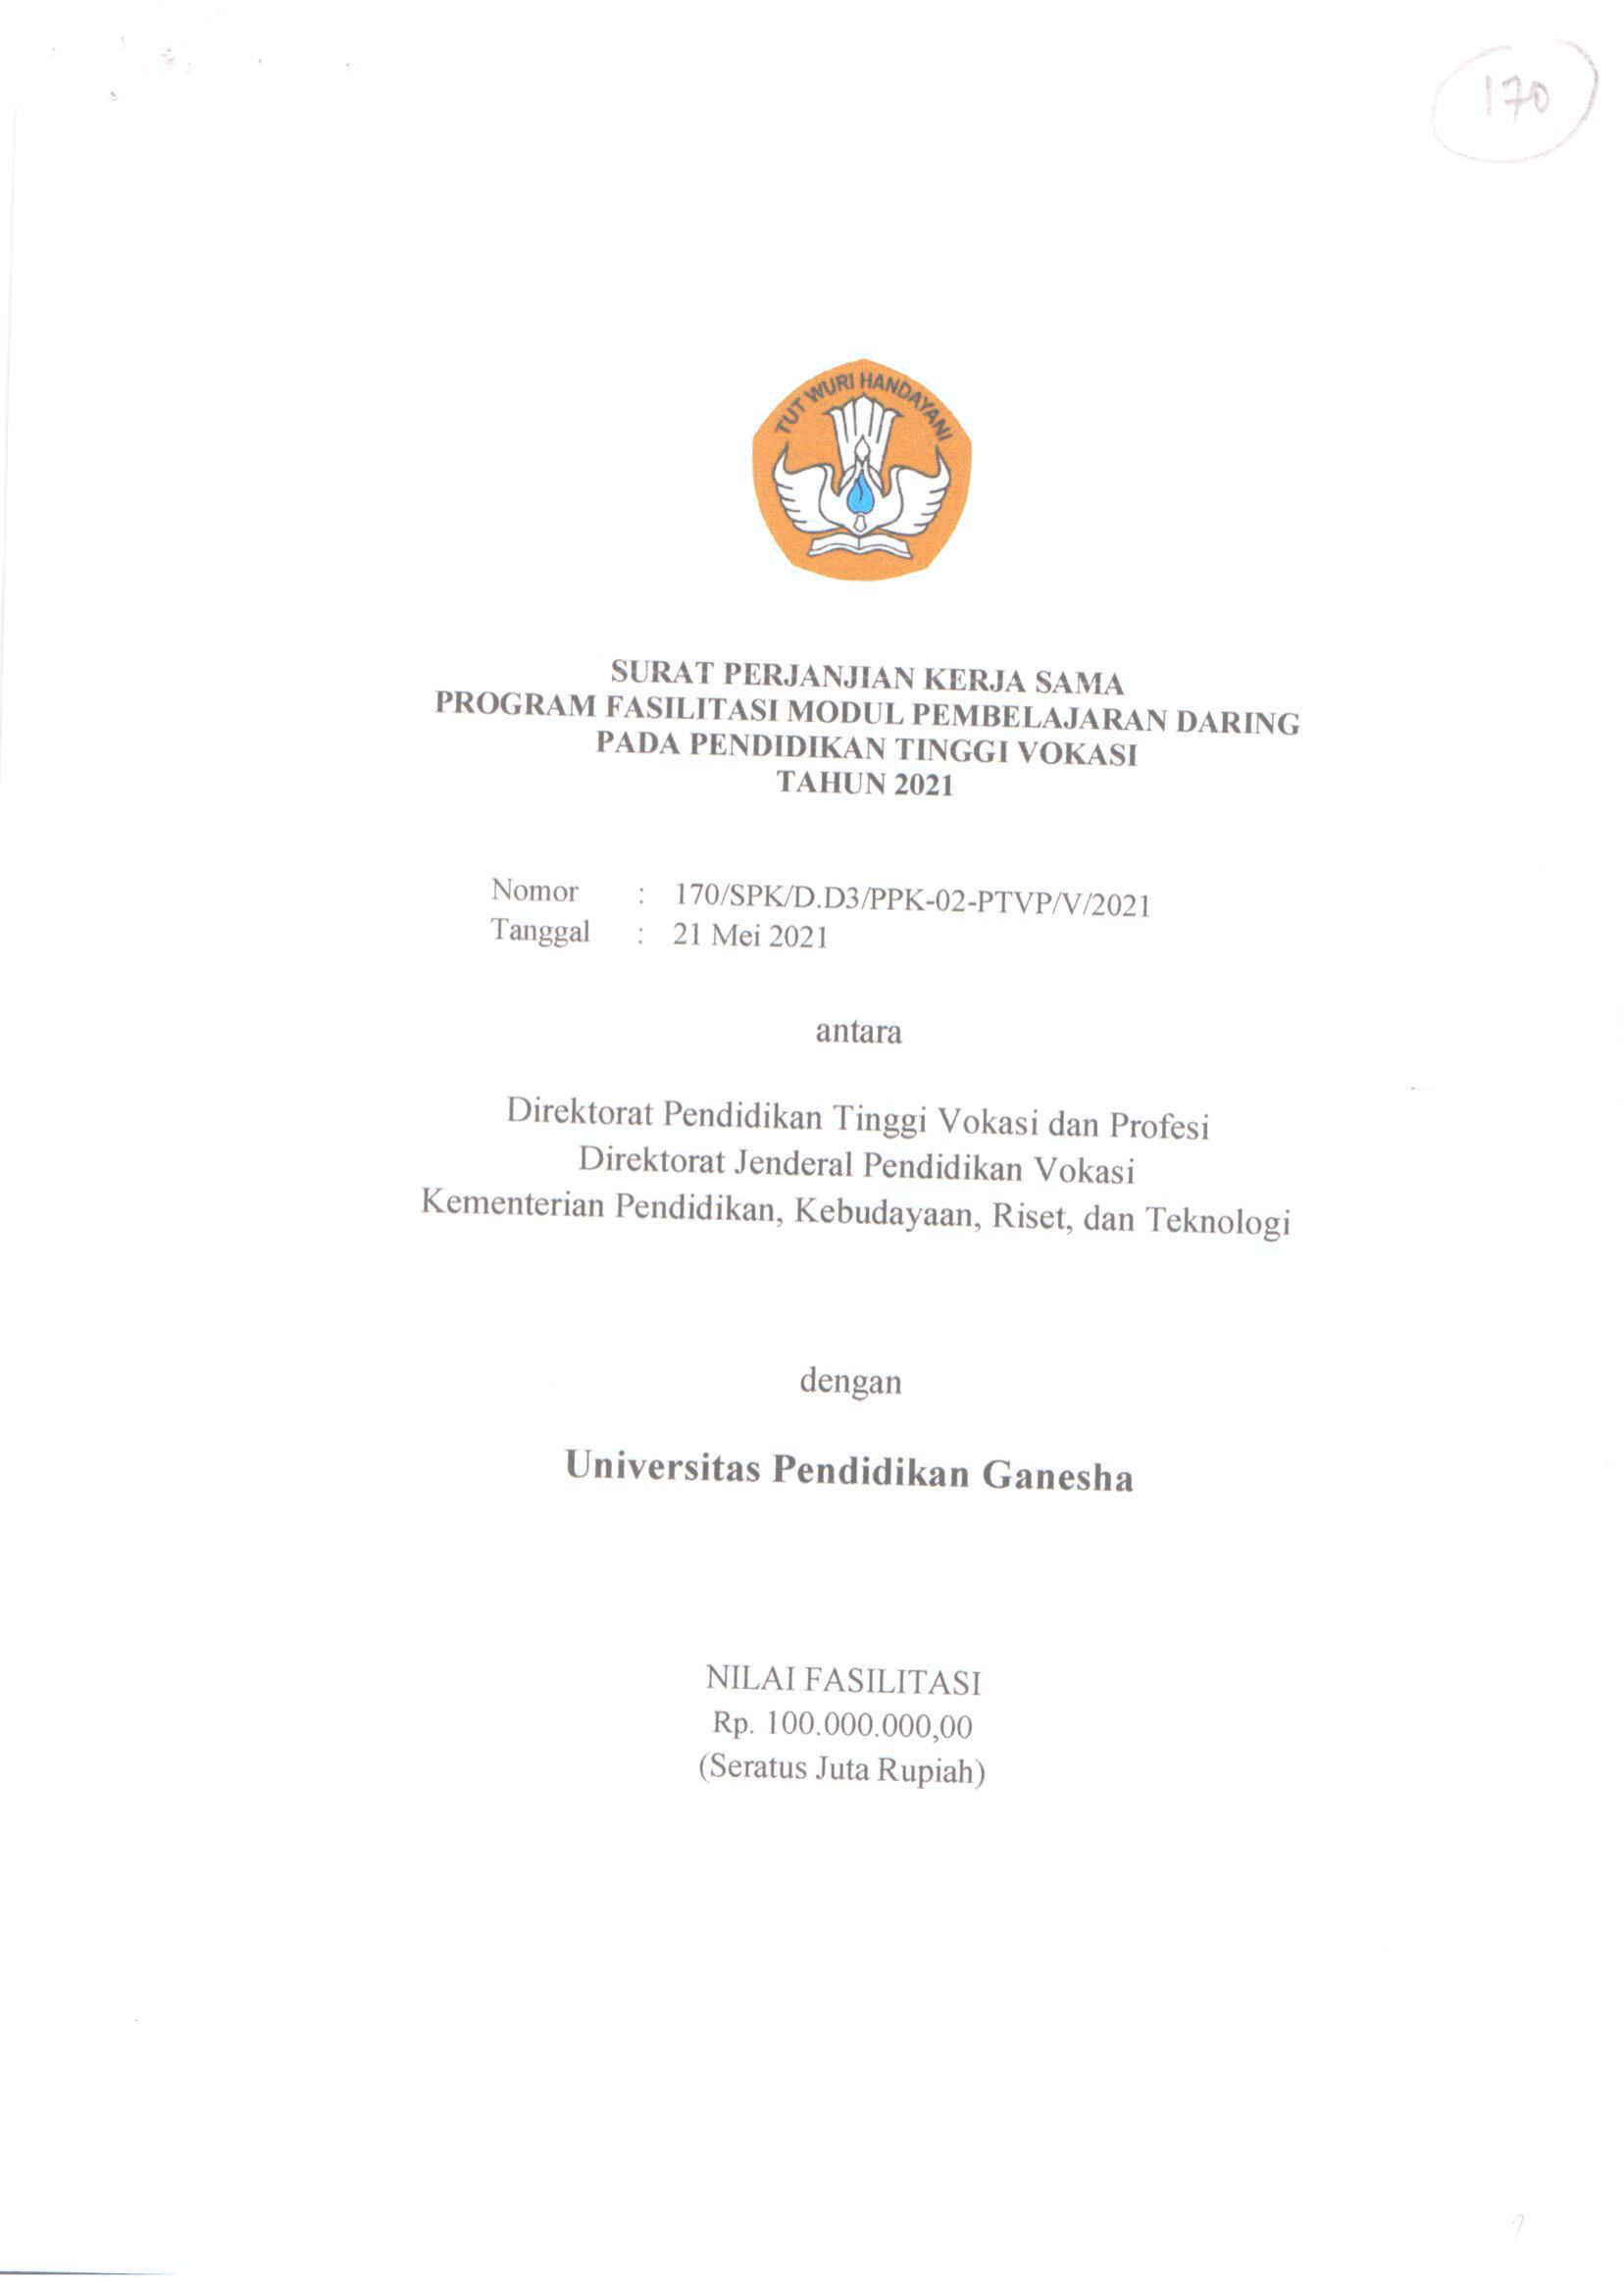 170
TUT WURI HANDAYANI
SURAT PERJANJIAN KERJA SAMA
PROGRAM FASILITASI MODUL PEMBELAJARAN DARING
PADA PENDIDIKAN TINGGI VOKASI
TAHUN 2021
Nomor : 170/SPK/D.D3/PPK-02-PTVP/V/2021
Tanggal : 21 Mei 2021
antara
Direktorat Pendidikan Tinggi Vokasi dan Profesi
Direktorat Jenderal Pendidikan Vokasi
Kementerian Pendidikan, Kebudayaan, Riset, dan Teknologi
dengan
Universitas Pendidikan Ganesha
NILAI FASILITASI
Rp. 100.000.000,00
(Seratus Juta Rupiah)